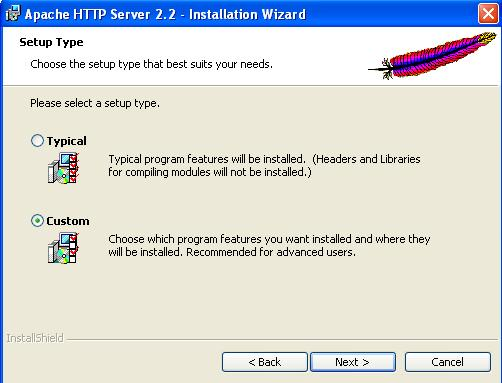 Apache HTTP Server 2.2 - Installation Wizard
Setup Type
Choose the setup type that best suits your needs.
Please select a setup type.
Typical
Typical program features will be installed. (Headers and Libraries
for compiling modules will not be installed.)
Custom
Choose which program features you want installed and where they
will be installed. Recommended for advanced users.
InstallShield
< Back
Next >
Cancel